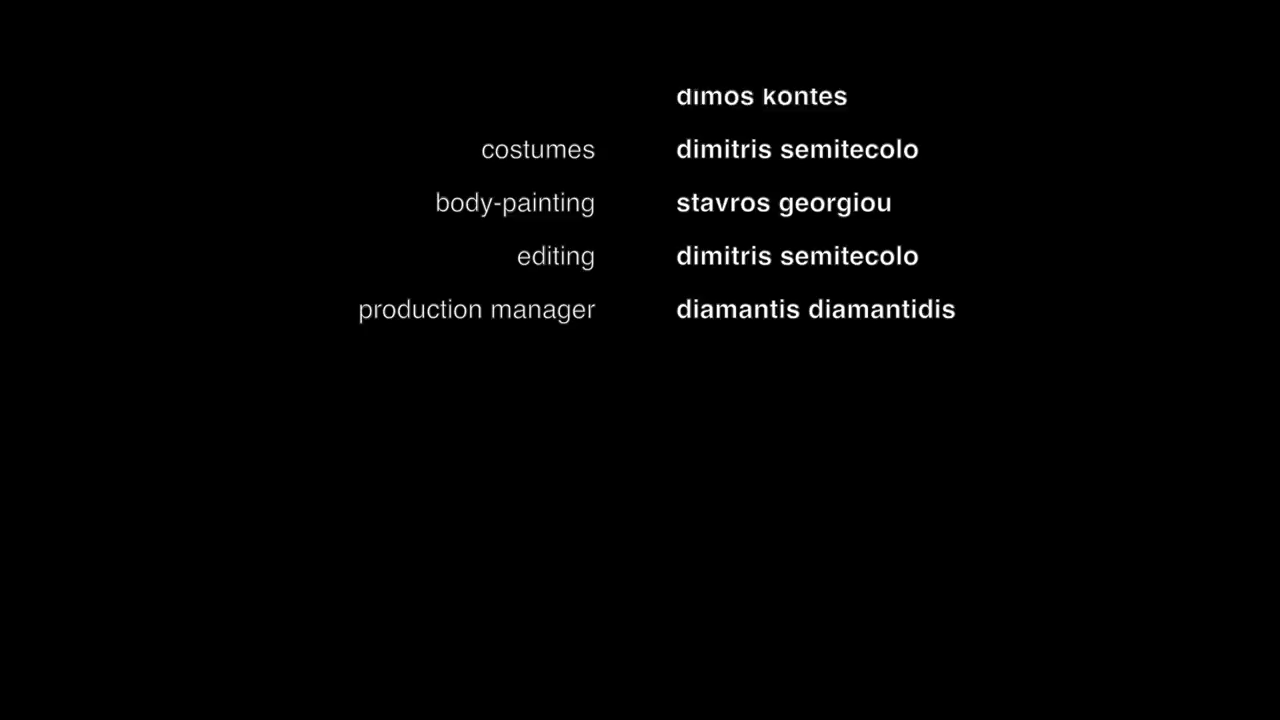 dimos kontes
costumes dimitris semitecolo
body-painting stavros georgiou
editing dimitris semitecolo
production manager diamantis diamantidis